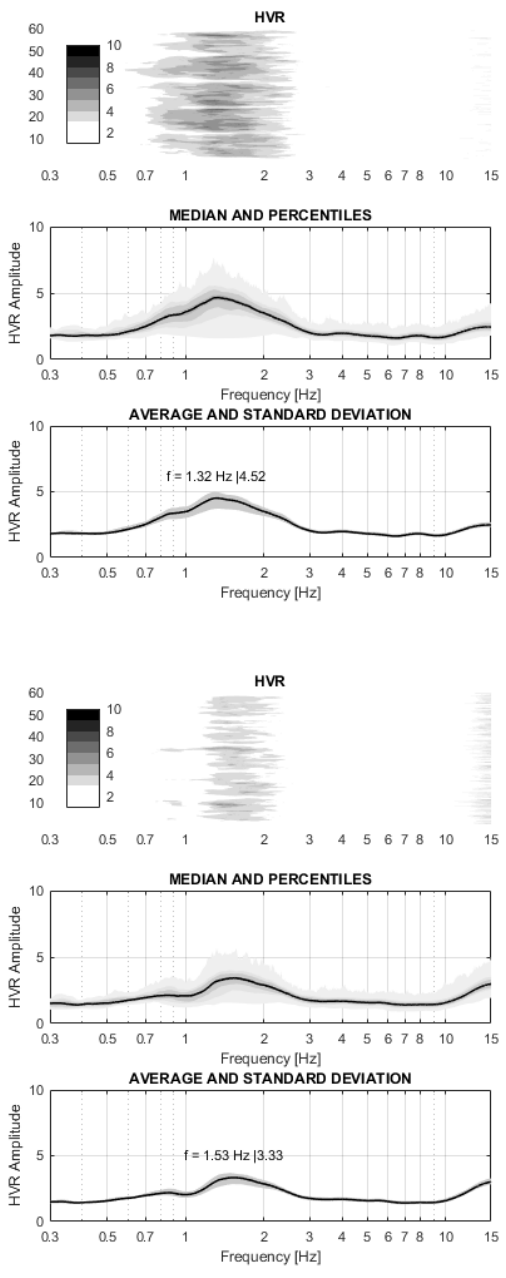 HVR
60
50
40
30
20
10
10
8
6
4
2
0.3 0.5 0.7 1 2 3 4 5 6 7 8 10 15
MEDIAN AND PERCENTILES
HVR Amplitude
10
5
0
0.3 0.5 0.7 1 2 3 4 5 6 7 8 10 15
Frequency [Hz]
AVERAGE AND STANDARD DEVIATION
HVR Amplitude
10
5
0
f = 1.32 Hz |4.52
0.3 0.5 0.7 1 2 3 4 5 6 7 8 10 15
Frequency [Hz]
HVR
60
50
40
30
20
10
10
8
6
4
2
0.3 0.5 0.7 1 2 3 4 5 6 7 8 10 15
MEDIAN AND PERCENTILES
HVR Amplitude
10
5
0
0.3 0.5 0.7 1 2 3 4 5 6 7 8 10 15
Frequency [Hz]
AVERAGE AND STANDARD DEVIATION
HVR Amplitude
10
5
0
f = 1.53 Hz |3.33
0.3 0.5 0.7 1 2 3 4 5 6 7 8 10 15
Frequency [Hz]